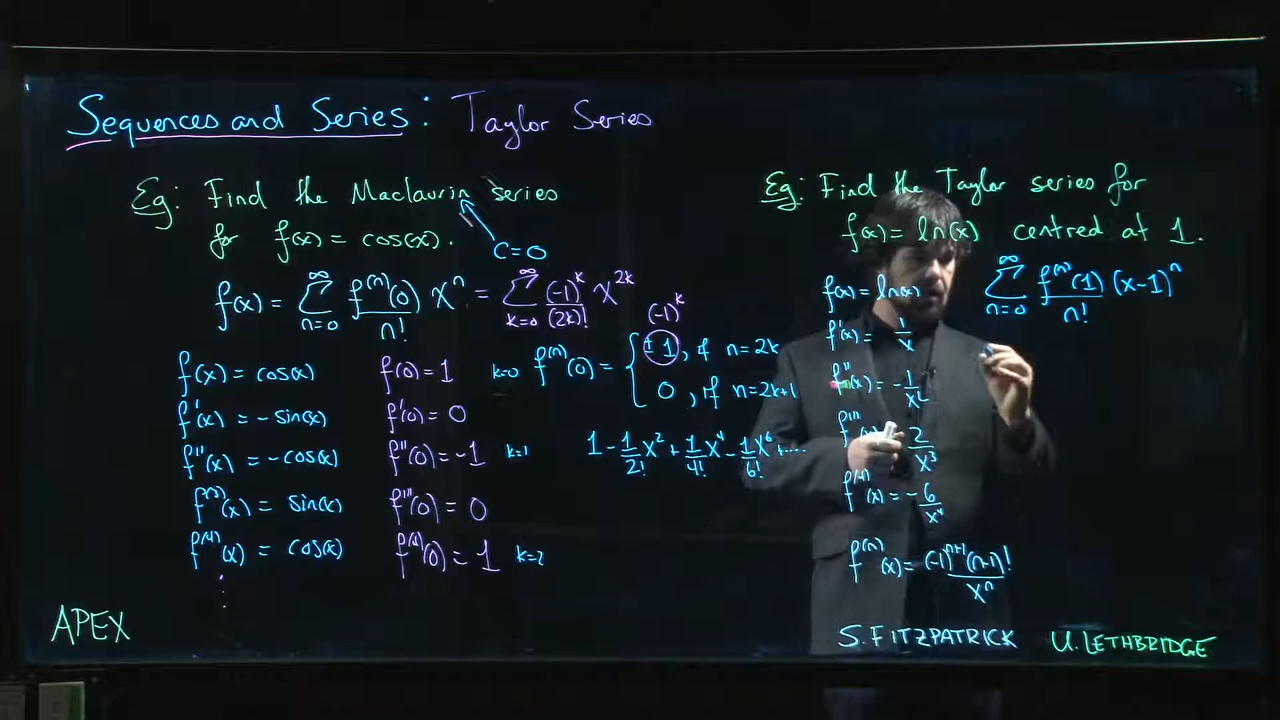 Sequences and Series: Taylor Series
Eg: Find the Maclaurin series
for f(x) = cos(x).
C=0
f(x) = ∑_{n=0}^{∞} f^{(n)}(0)/n! x^n = ∑_{k=0}^{∞} (-1)^k/(2k)! x^{2k}
(-1)^k
f(x) = cos(x) f(0) = 1 k=0
f^{(n)}(0) = { ±1, if n=2k
0, if n=2k+1
f'(x) = -sin(x) f'(0) = 0
f''(x) = -cos(x) f''(0) = -1 k=1
1 - 1/2! x^2 + 1/4! x^4 - 1/6! x^6 + ....
f^{(3)}(x) = sin(x) f'''(0) = 0
f^{(4)}(x) = cos(x) f^{(4)}(0) = 1 k=2
⋮
APEX
Eg: Find the Taylor series for
f(x) = ln(x) centred at 1.
f(x) = ln(x)
∑_{n=0}^{∞} f^{(n)}(1)/n! (x-1)^n
f'(x) = 1/x
f''(x) = -1/x^2
f''' 2/x^3
f^{(4)}(x) = -6/x^4
f^{(n)}(x) = (-1)^{n+1}(n-1)!/x^n
S. FITZPATRICK U. LETHBRIDGE